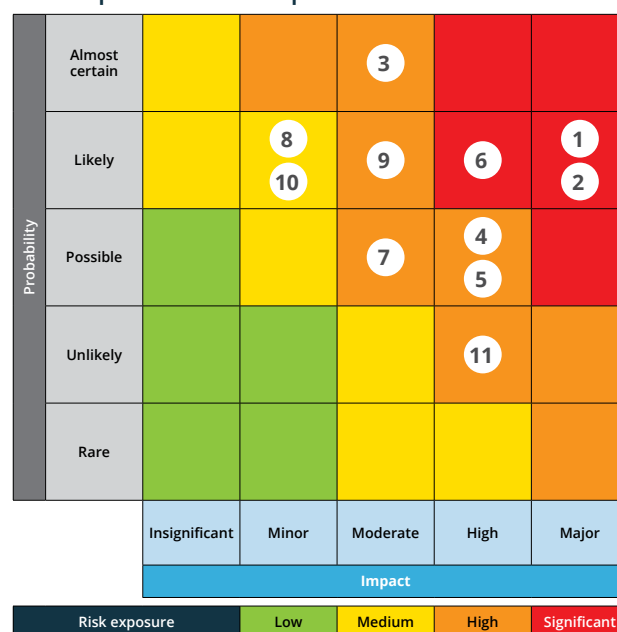 Almost
certain
3
Likely
8
10
9
6
1
2
Probability
Possible
7
4
5
Unlikely
11
Rare
Insignificant
Minor
Moderate
High
Major
Impact
Risk exposure
Low
Medium
High
Significant